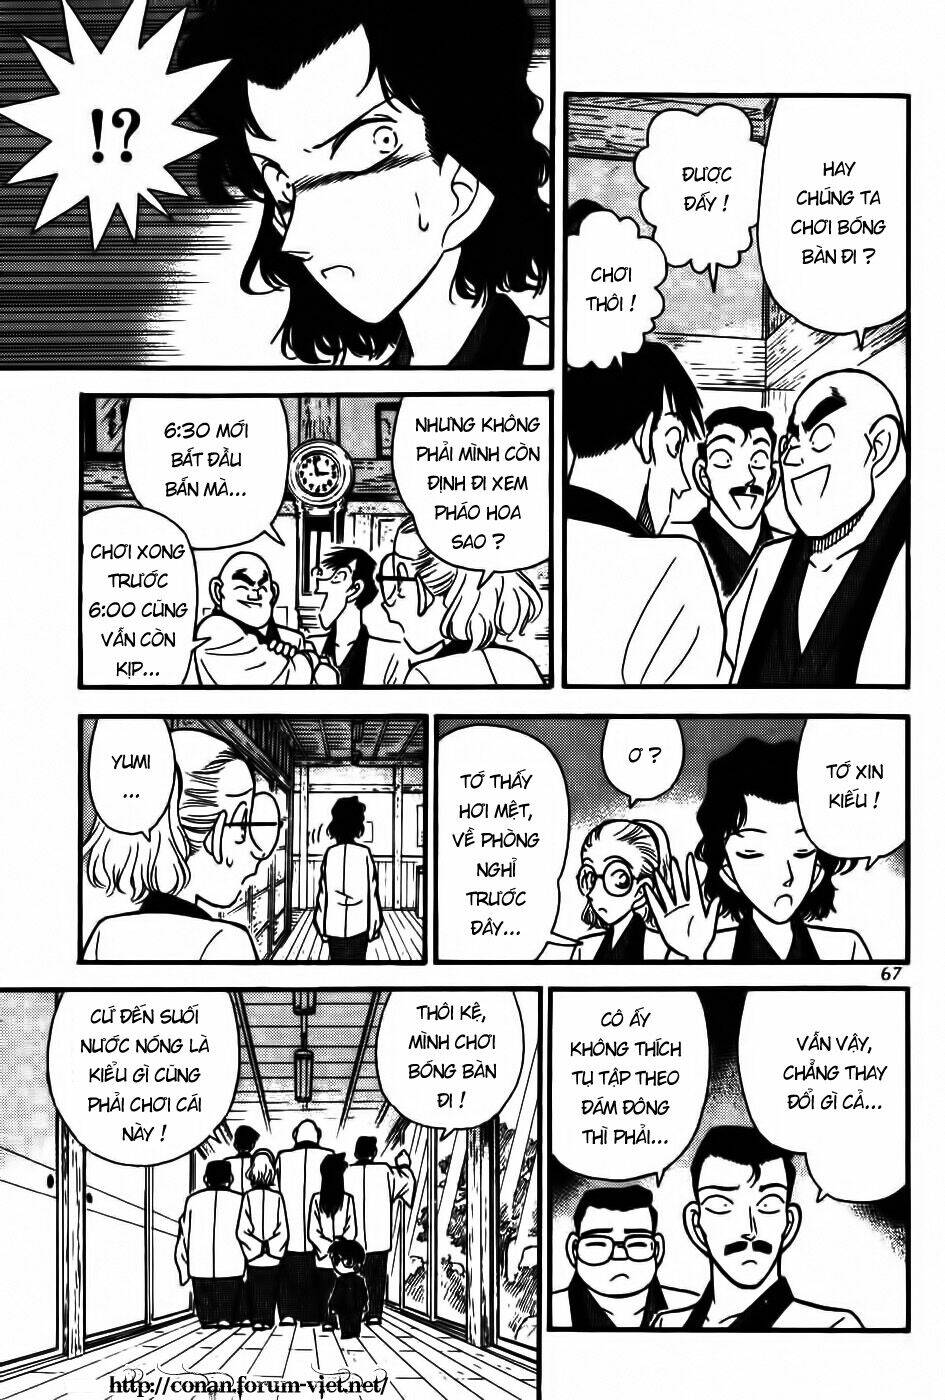 HAY
CHÚNG TA
CHƠI BÓNG
BÀN ĐI ?
ĐƯỢC
ĐẤY !
CHƠI
THÔI !
!?
NHƯNG KHÔNG
PHẢI MÌNH CÒN
ĐỊNH ĐI XEM
PHÁO HOA
SAO ?
6:30 MỚI
BẮT ĐẦU
BẮN MÀ...
CHƠI XONG
TRƯỚC
6:00 CŨNG
VẪN CÒN
KỊP...
TỚ XIN
KIẾU !
Ơ ?
TỚ THẤY
HƠI MỆT,
VỀ PHÒNG
NGHỈ
TRƯỚC
ĐÂY...
YUMI
...
67
VẪN VẬY,
CHẲNG THAY
ĐỔI GÌ CẢ...
CÔ ẤY
KHÔNG THÍCH
TỤ TẬP THEO
ĐÁM ĐÔNG
THÌ PHẢI...
THÔI KỆ,
MÌNH CHƠI
BÓNG BÀN
ĐI !
CỨ ĐẾN SUỐI
NƯỚC NÓNG LÀ
KIỂU GÌ CŨNG
PHẢI CHƠI CÁI
NÀY !
http://conan.forum-viet.net/